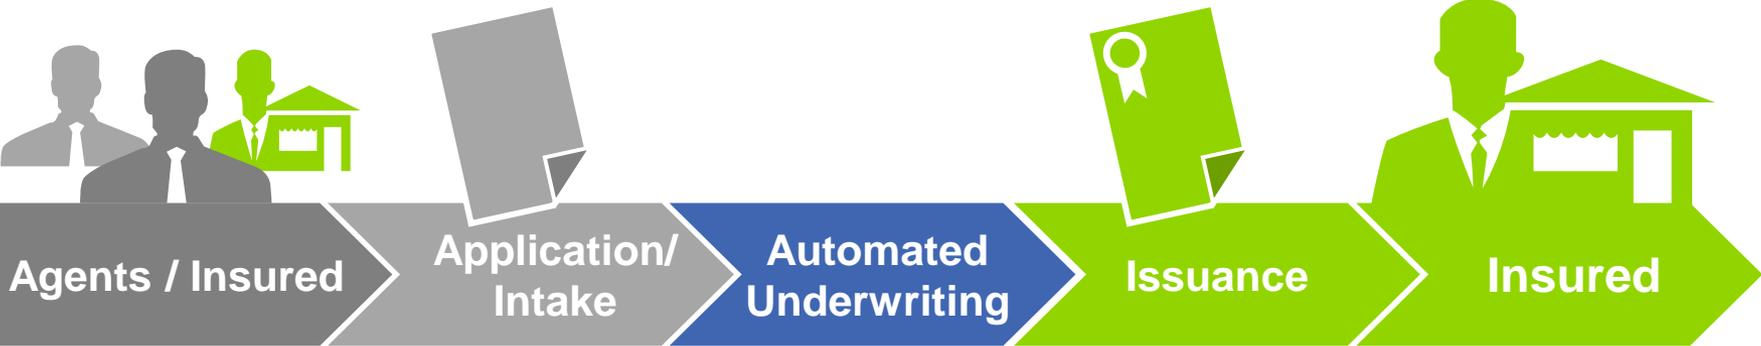 Agents / Insured
Application/
Intake
Automated
Underwriting
Issuance
Insured